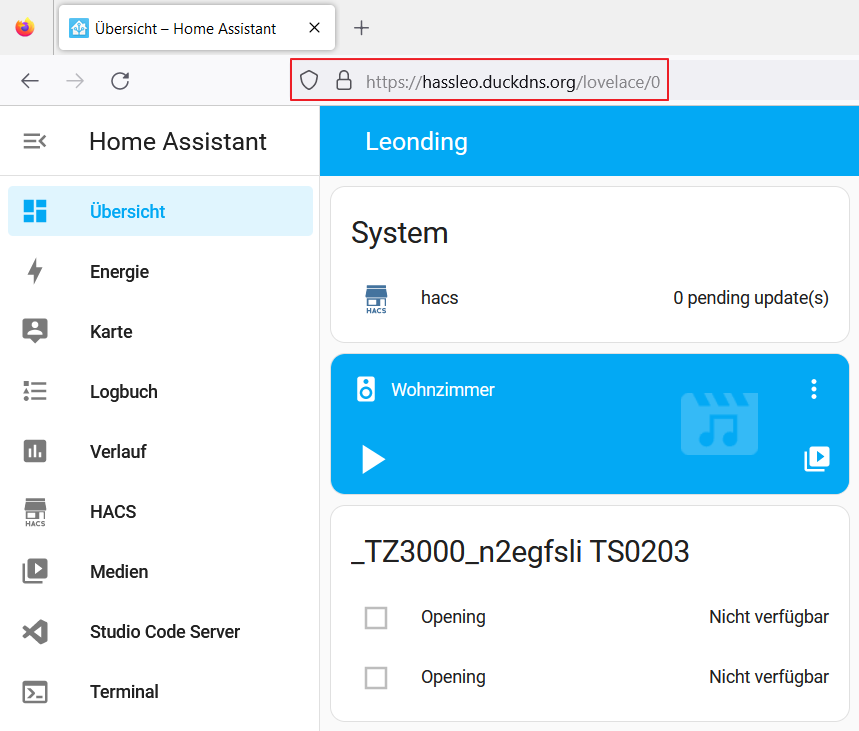 Übersicht – Home Assistant
https://hassleo.duckdns.org/lovelace/0
Home Assistant
Leonding
Übersicht
Energie
Karte
Logbuch
Verlauf
HACS
HACS
Medien
Studio Code Server
Terminal
System
HACS
hacs
0 pending update(s)
Wohnzimmer
_TZ3000_n2egfsli TS0203
Opening
Nicht verfügbar
Opening
Nicht verfügbar